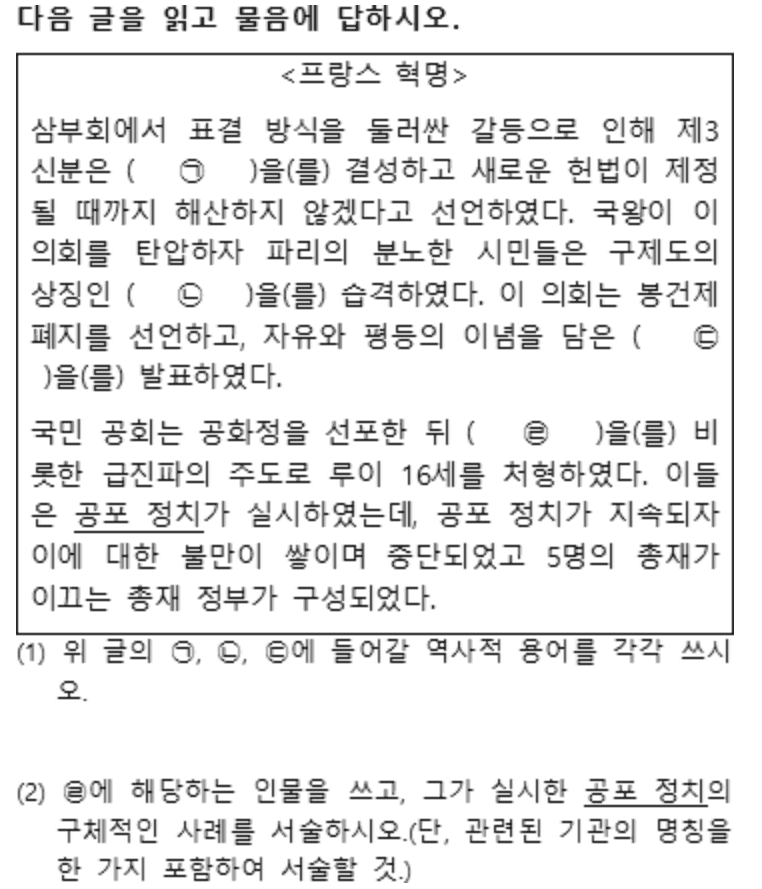 다음 글을 읽고 물음에 답하시오.
<프랑스 혁명>
삼부회에서 표결 방식을 둘러싼 갈등으로 인해 제3
신분은 ( ㉠ )을(를) 결성하고 새로운 헌법이 제정
될 때까지 해산하지 않겠다고 선언하였다. 국왕이 이
의회를 탄압하자 파리의 분노한 시민들은 구제도의
상징인 ( ㉡ )을(를) 습격하였다. 이 의회는 봉건제
폐지를 선언하고, 자유와 평등의 이념을 담은 ( ㉢
)을(를) 발표하였다.
국민 공회는 공화정을 선포한 뒤 ( ㉣ )을(를) 비
롯한 급진파의 주도로 루이 16세를 처형하였다. 이들
은 공포 정치가 실시하였는데, 공포 정치가 지속되자
이에 대한 불만이 쌓이며 중단되었고 5명의 총재가
이끄는 총재 정부가 구성되었다.
(1) 위 글의 ㉠, ㉡, ㉢에 들어갈 역사적 용어를 각각 쓰시
오.
(2) ㉣에 해당하는 인물을 쓰고, 그가 실시한 공포 정치의
구체적인 사례를 서술하시오.(단, 관련된 기관의 명칭을
한 가지 포함하여 서술할 것.)